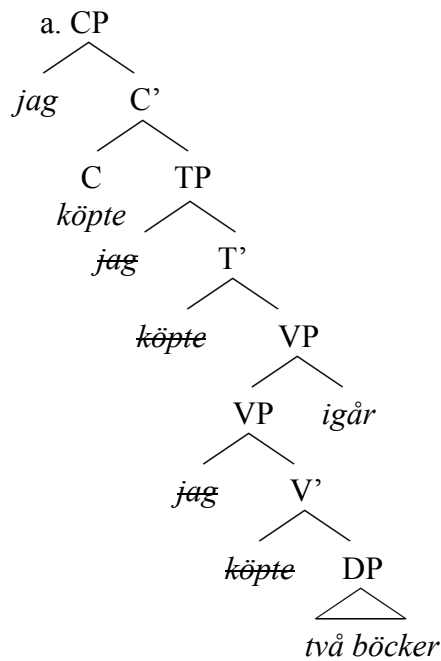 a. CP
jag C’
C TP
köpte
jag T’
köpte VP
VP igår
jag V’
köpte DP
två böcker